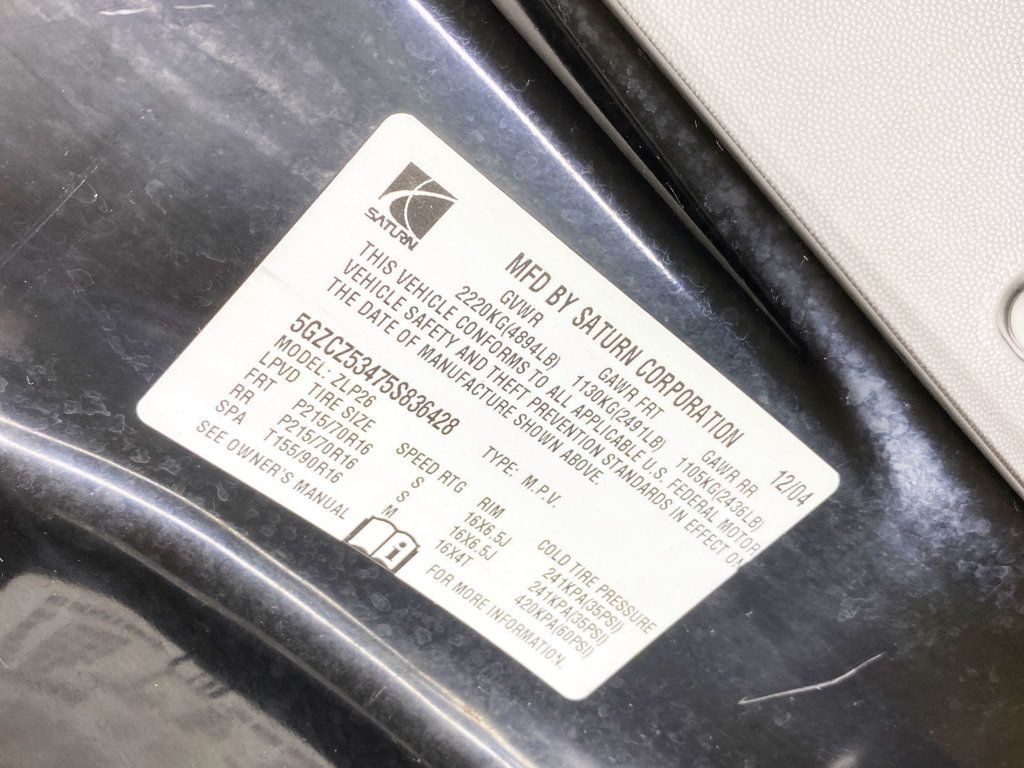 SATURN
MFD BY SATURN CORPORATION 12/04
GVWR GAWR FRT GAWR RR
2220KG(4894LB) 1130KG(2491LB) 1105KG(2436LB)
THIS VEHICLE CONFORMS TO ALL APPLICABLE U.S. FEDERAL MOTOR
VEHICLE SAFETY AND THEFT PREVENTION STANDARDS IN EFFECT ON
THE DATE OF MANUFACTURE SHOWN ABOVE.
5GZCZ53475S836428 TYPE: M.P.V.
MODEL: ZLP26
LPVD TIRE SIZE SPEED RTG RIM COLD TIRE PRESSURE
FRT P215/70R16 S 16X6.5J 241KPA(35PSI)
RR P215/70R16 S 16X6.5J 241KPA(35PSI)
SPA T155/90R16 M 16X4T 420KPA(60PSI)
SEE OWNER'S MANUAL i FOR MORE INFORMATION.